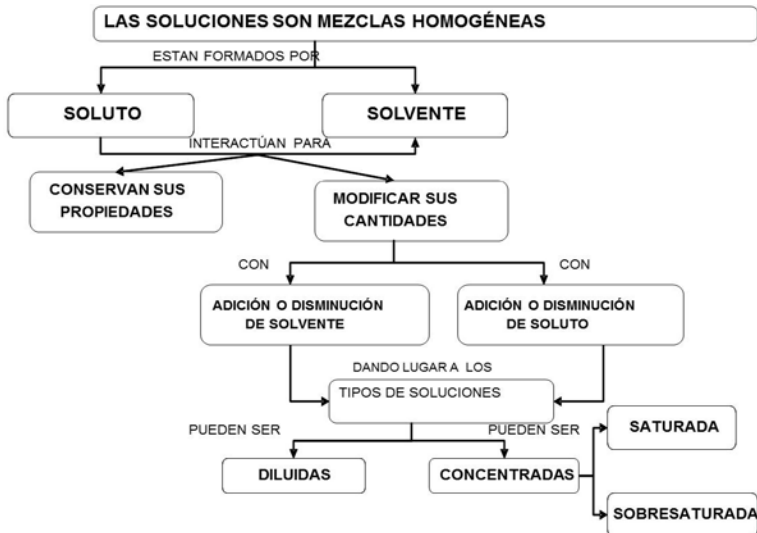 LAS SOLUCIONES SON MEZCLAS HOMOGÉNEAS
ESTAN FORMADOS POR
SOLUTO
SOLVENTE
INTERACTÚAN PARA
CONSERVAN SUS
PROPIEDADES
MODIFICAR SUS
CANTIDADES
CON
CON
ADICIÓN O DISMINUCIÓN
DE SOLVENTE
ADICIÓN O DISMINUCIÓN
DE SOLUTO
DANDO LUGAR A LOS
TIPOS DE SOLUCIONES
PUEDEN SER
PUEDEN SER
DILUIDAS
CONCENTRADAS
SATURADA
SOBRESATURADA